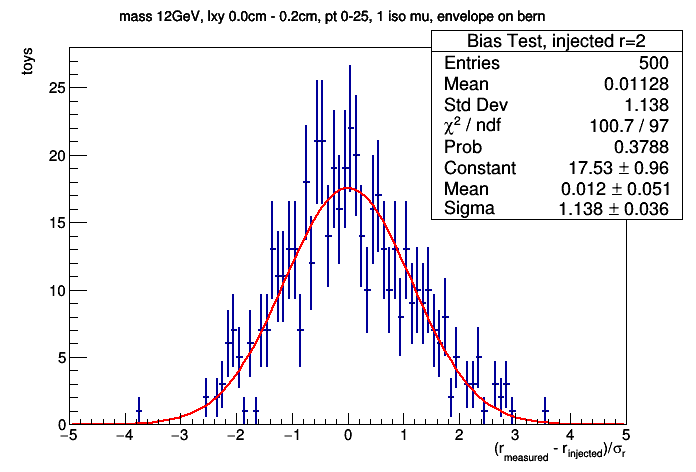 mass 12GeV, lxy 0.0cm - 0.2cm, pt 0-25, 1 iso mu, envelope on bern
toys
Bias Test, injected r=2
Entries 500
Mean 0.01128
Std Dev 1.138
χ² / ndf 100.7 / 97
Prob 0.3788
Constant 17.53 ± 0.96
Mean 0.012 ± 0.051
Sigma 1.138 ± 0.036
25
20
15
10
5
0
−5 −4 −3 −2 −1 0 1 2 3 4 5
(r_measured - r_injected)/σ_r